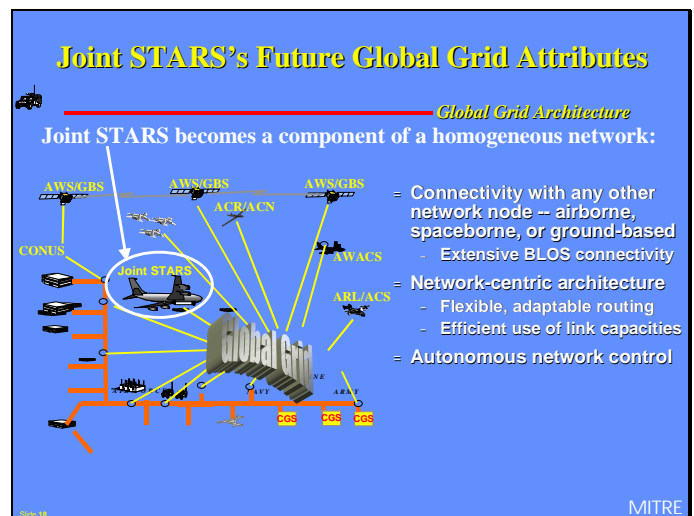 Joint STARS's Future Global Grid Attributes
Global Grid Architecture
Joint STARS becomes a component of a homogeneous network:
AWS/GBS
AWS/GBS
AWS/GBS
ACR/ACN
CONUS
AWACS
Joint STARS
ARL/ACS
Global Grid
ARMY
CGS
CGS
CGS
= Connectivity with any other
network node -- airborne,
spaceborne, or ground-based
- Extensive BLOS connectivity
= Network-centric architecture
- Flexible, adaptable routing
- Efficient use of link capacities
= Autonomous network control
Slide 18
MITRE